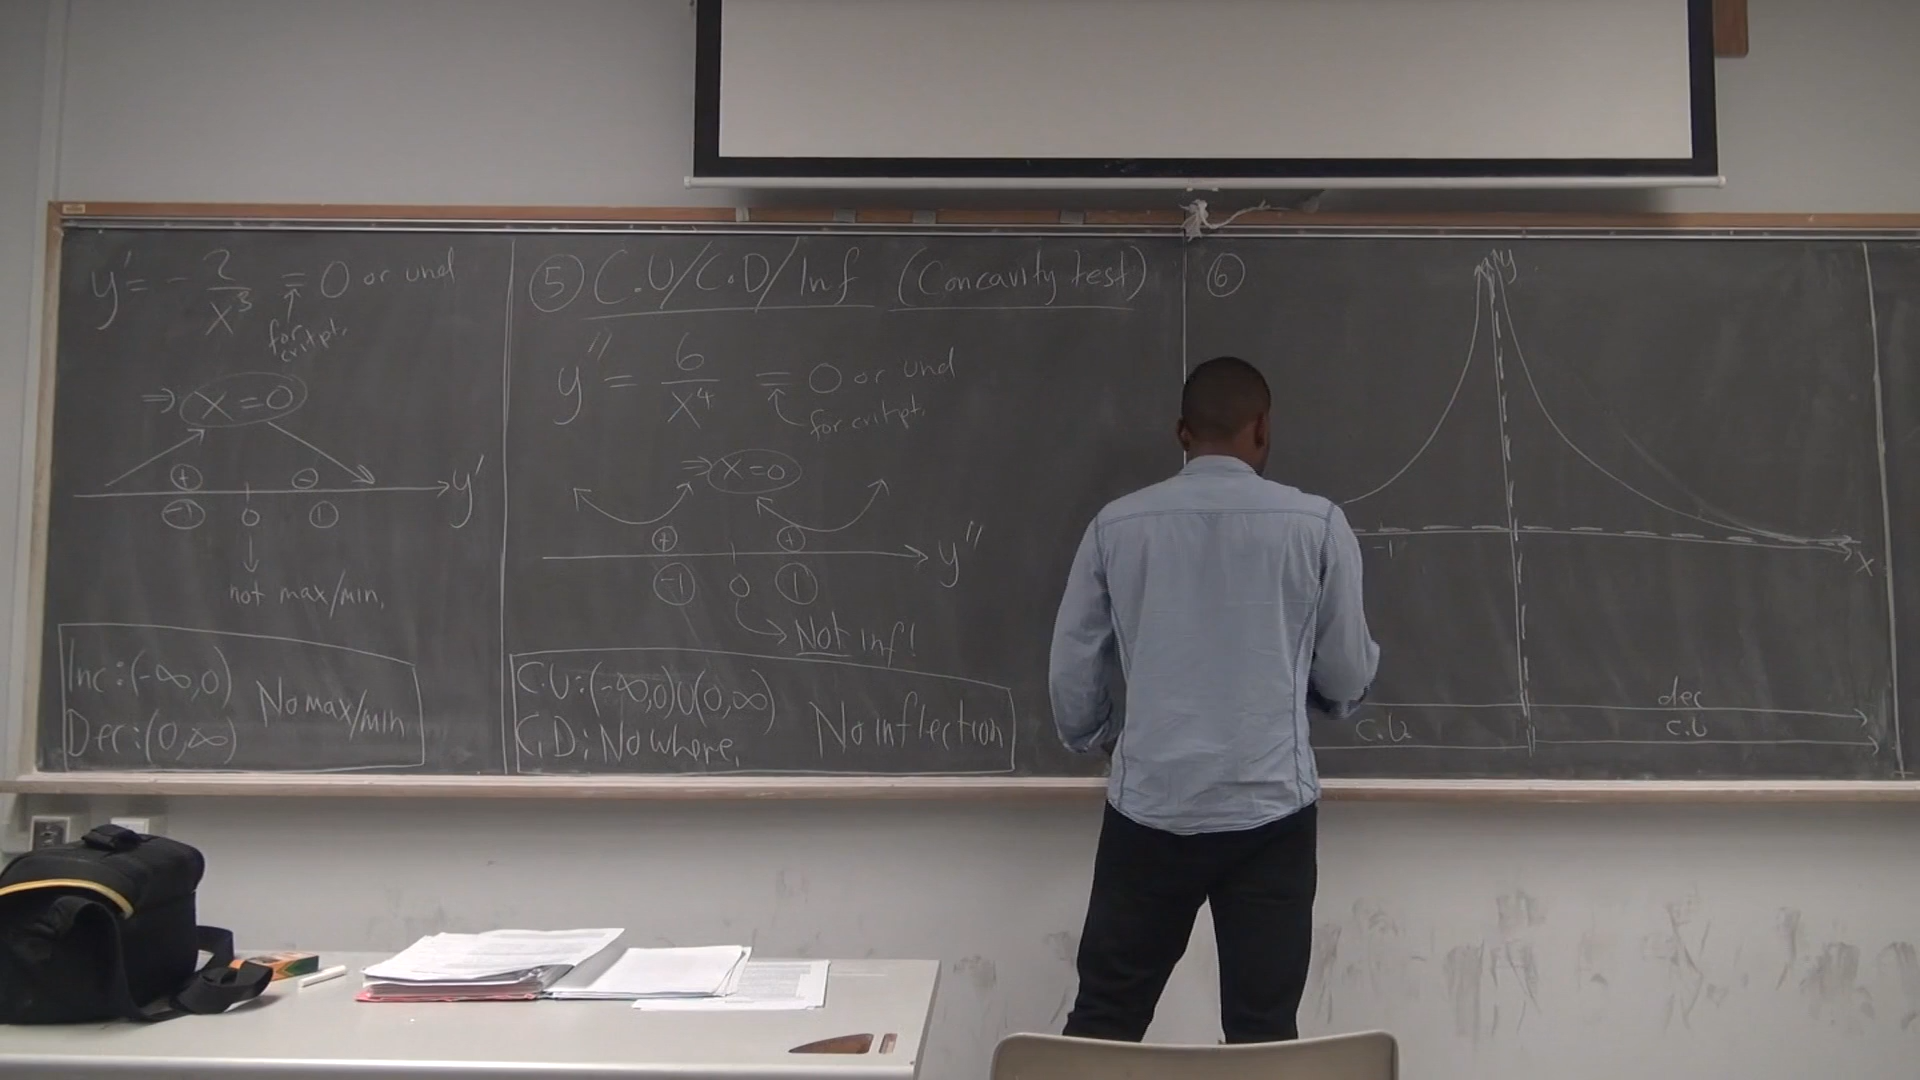 y' = - 2/x³ = 0 or und
for crit pt.
⇒ x=0
+ - y'
-1 0 1
not max/min.
Inc: (-∞,0)
Dec: (0,∞)
No max/min
⑤ C.U/C.D/Inf (Concavity test)
y'' = 6/x⁴ = 0 or und
for crit pt.
⇒ x=0
+ + y''
-1 0 1
Not inf!
C.U: (-∞,0)U(0,∞)
C.D: Nowhere.
No inflection
⑥
y
-1
x
dec
C.U
C.U